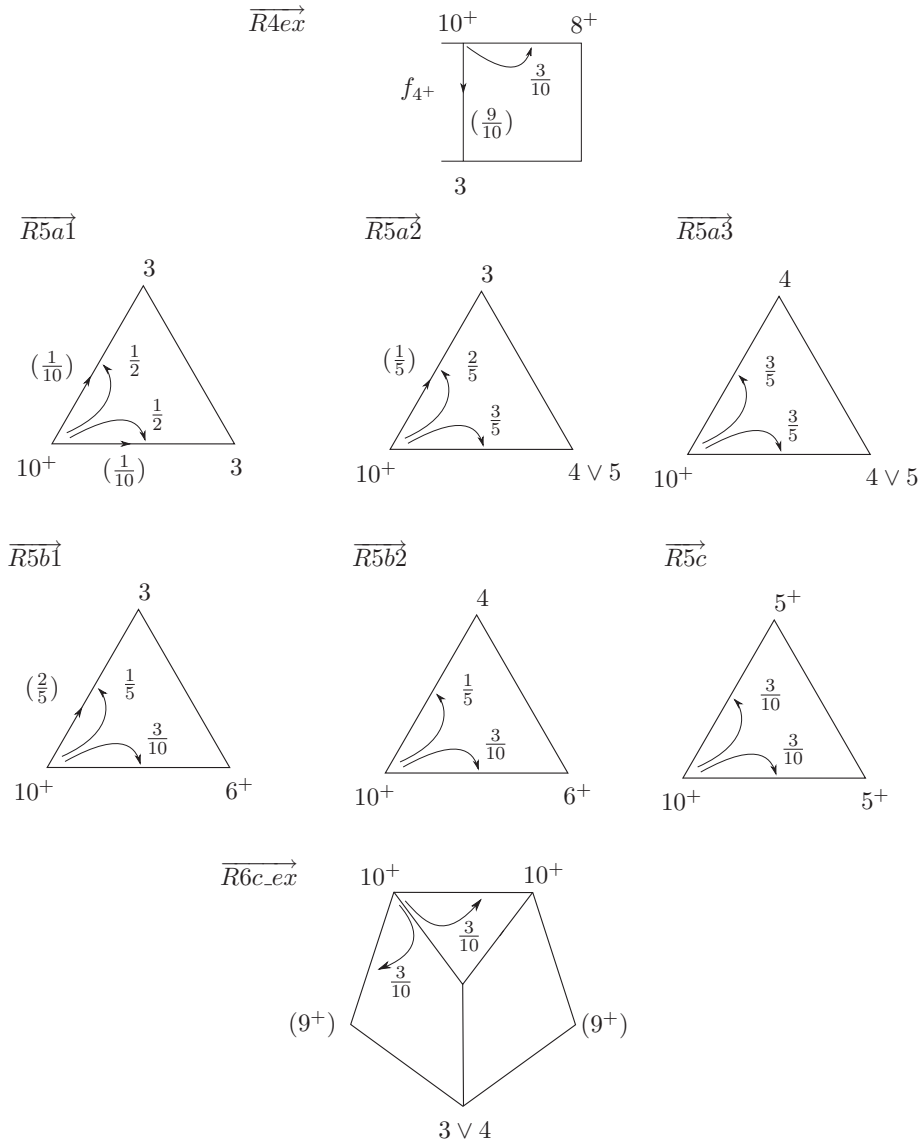 R4ex
10⁺ 8⁺
3/10
f₄⁺
(9/10)
3
R5a1 R5a2 R5a3
3 3 4
(1/10) 1/2 (1/5) 2/5 3/5
1/2 3/5 3/5
10⁺ (1/10) 3 10⁺ 4 ∨ 5 10⁺ 4 ∨ 5
R5b1 R5b2 R5c
3 4 5⁺
(2/5) 1/5 1/5 3/10
3/10 3/10 3/10
10⁺ 6⁺ 10⁺ 6⁺ 10⁺ 5⁺
R6c_ex
10⁺ 10⁺
3/10
3/10
(9⁺) (9⁺)
3 ∨ 4